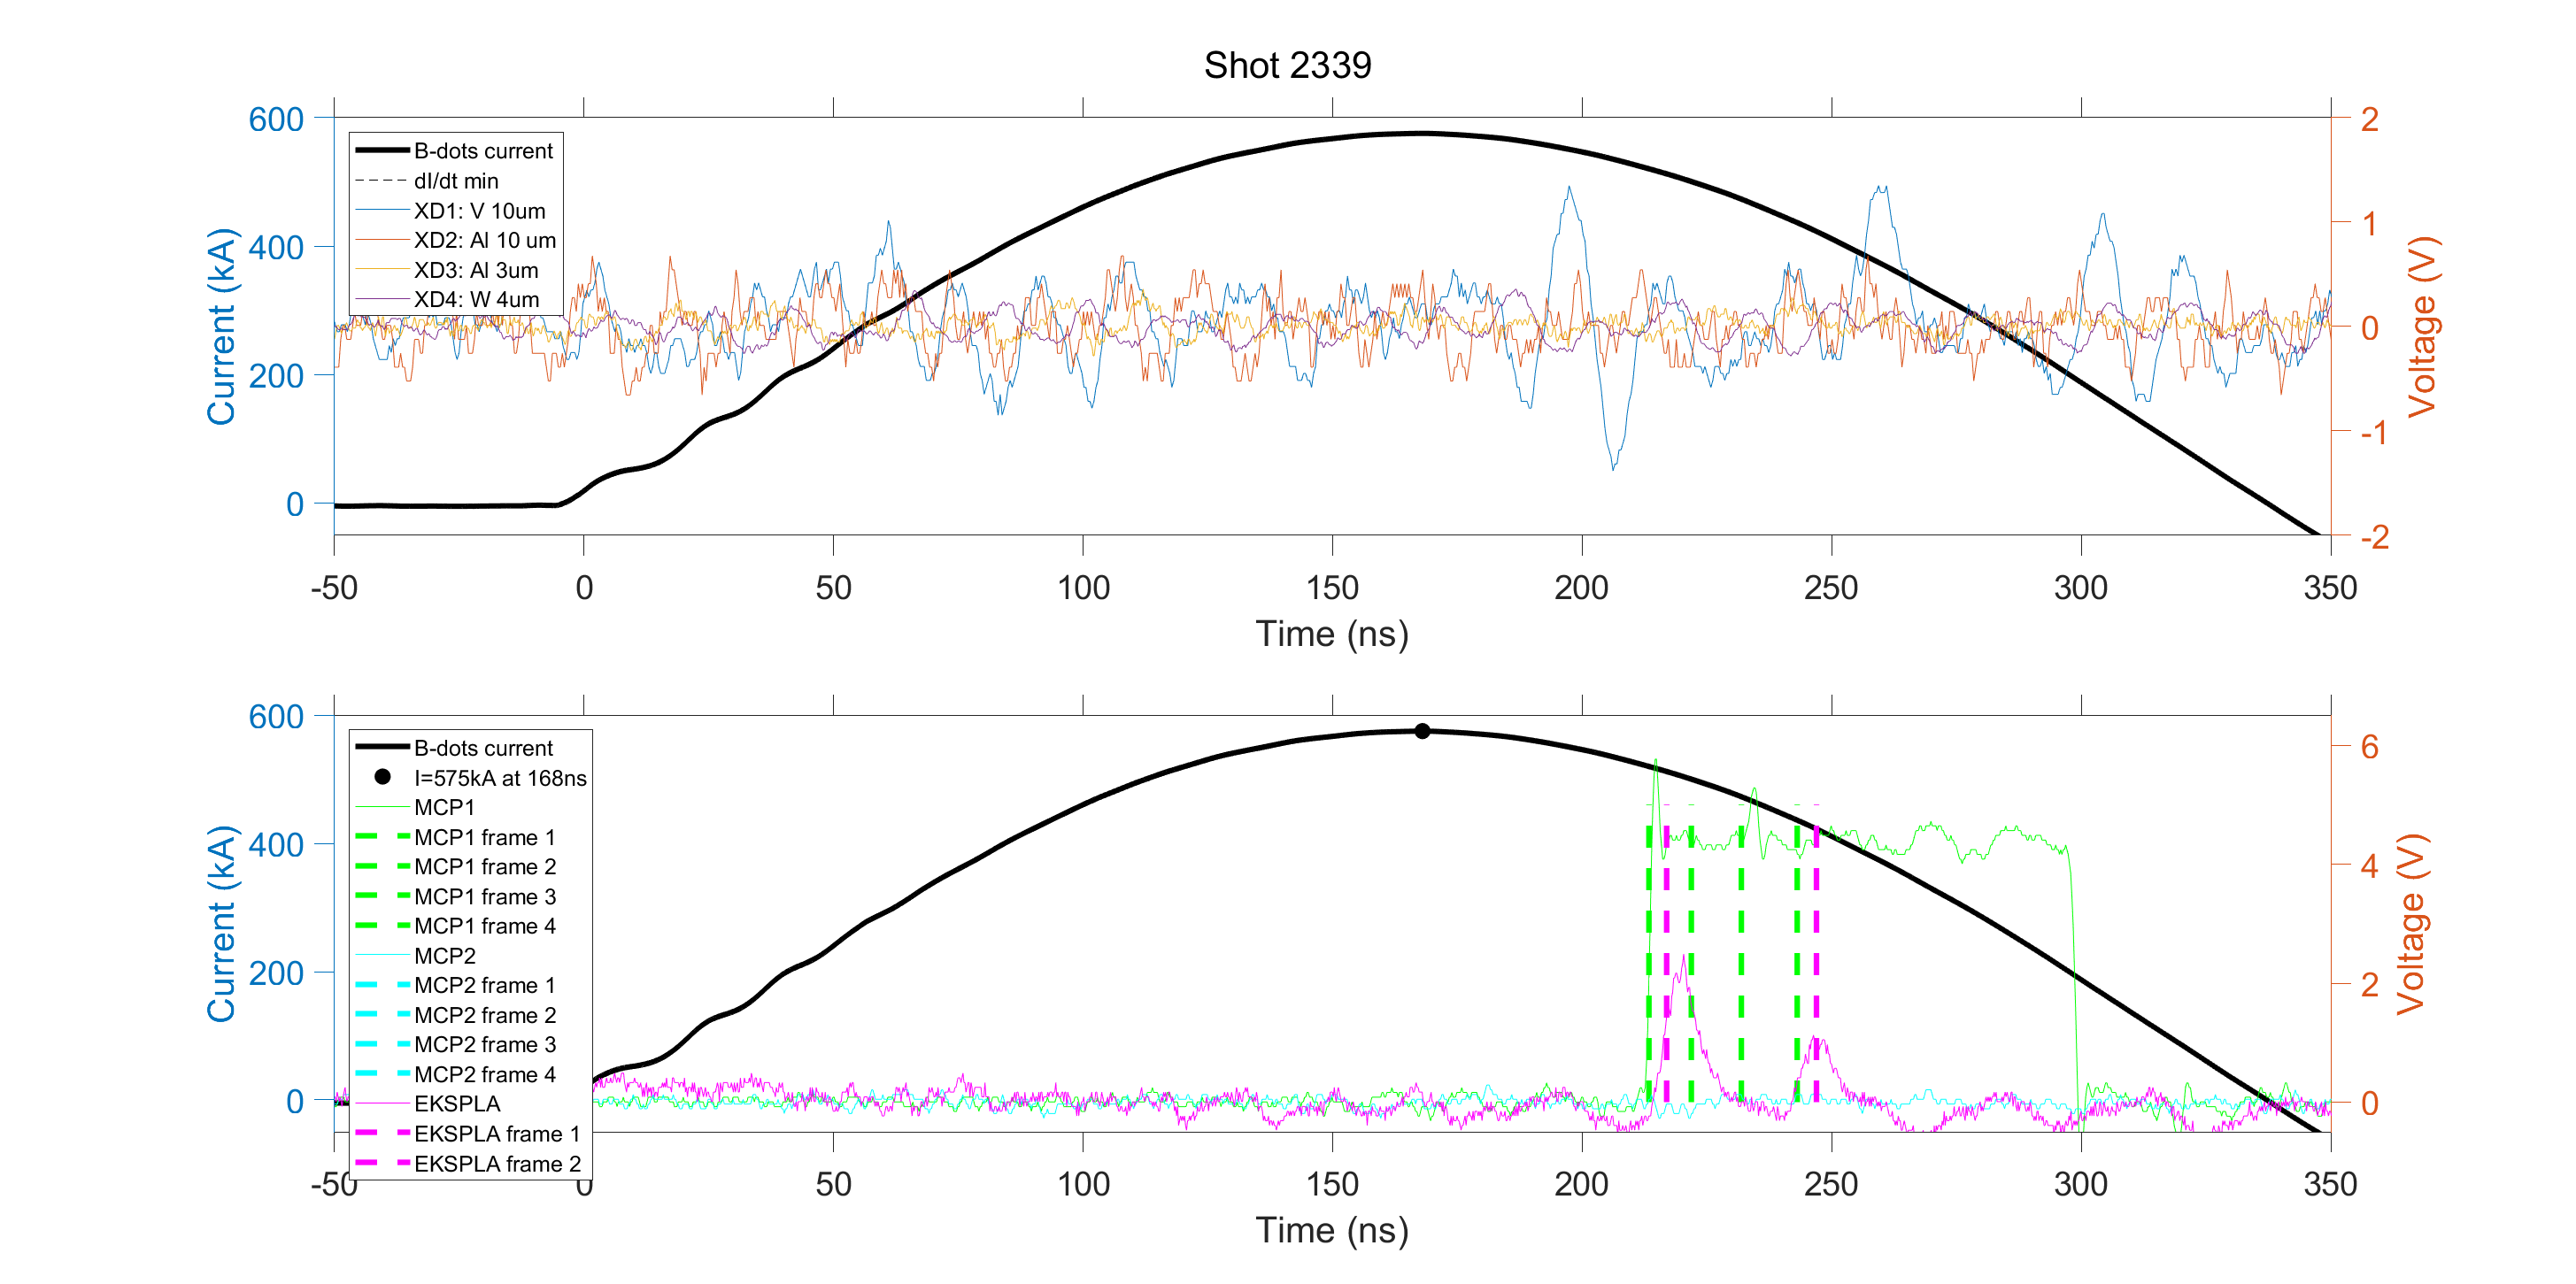 Shot 2339
600
400
200
0
Current (kA)
B-dots current
dI/dt min
XD1: V 10um
XD2: Al 10 um
XD3: Al 3um
XD4: W 4um
2
1
0
-1
-2
Voltage (V)
-50 0 50 100 150 200 250 300 350
Time (ns)
600
400
200
0
Current (kA)
B-dots current
I=575kA at 168ns
MCP1
MCP1 frame 1
MCP1 frame 2
MCP1 frame 3
MCP1 frame 4
MCP2
MCP2 frame 1
MCP2 frame 2
MCP2 frame 3
MCP2 frame 4
EKSPLA
EKSPLA frame 1
EKSPLA frame 2
6
4
2
0
Voltage (V)
-50 0 50 100 150 200 250 300 350
Time (ns)